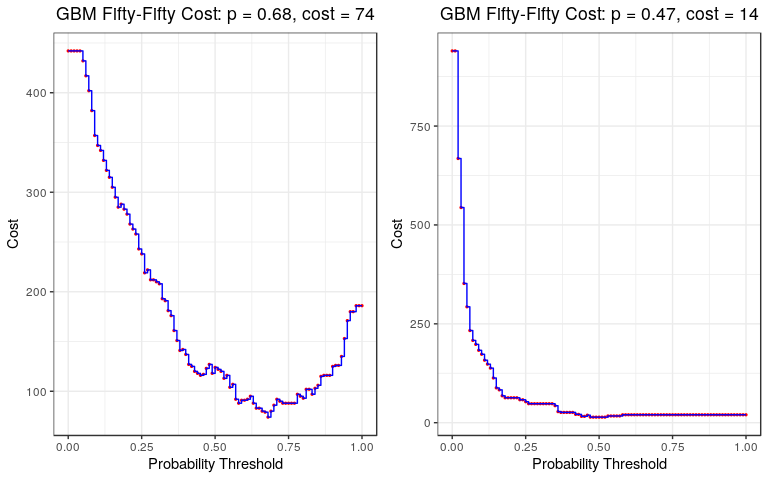 GBM FIfty-FIfty Cost: p = 0.68, cost = 74
400
300
200
100
Cost
0.00 0.25 0.50 0.75 1.00
Probability Threshold
GBM FIfty-FIfty Cost: p = 0.47, cost = 14
750
500
250
0
Cost
0.00 0.25 0.50 0.75 1.00
Probability Threshold